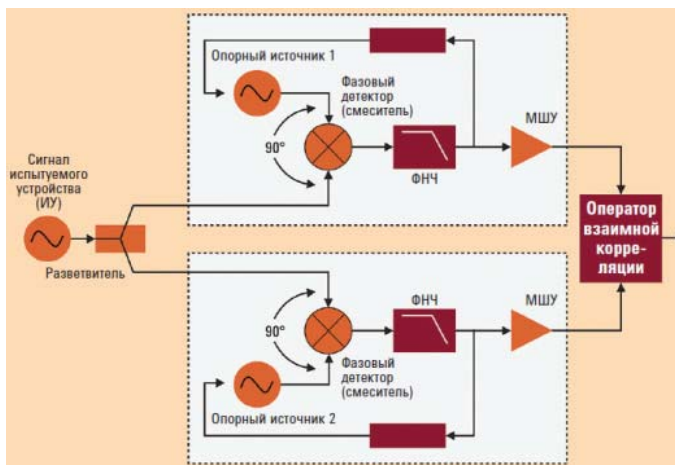 Опорный источник 1
Фазовый
детектор
(смеситель)
90°
МШУ
ФНЧ
Сигнал
испытуемого
устройства
(ИУ)
Разветвитель
Оператор
взаимной
корре-
ляции
ФНЧ
МШУ
90°
Фазовый
детектор
(смеситель)
Опорный источник 2